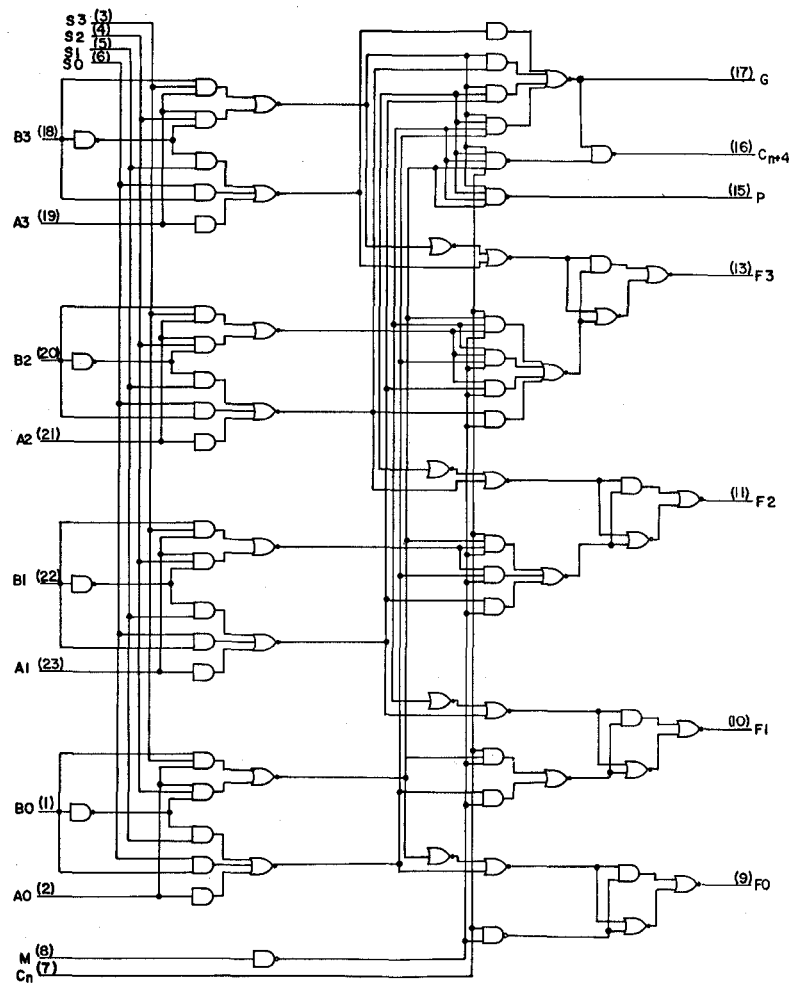 S3 (3)
S2 (4)
S1 (5)
S0 (6)
(17) G
B3 (18)
(16) Cn+4
(15) P
A3 (19)
(13) F3
B2 (20)
A2 (21)
(11) F2
B1 (22)
A1 (23)
(10) F1
B0 (1)
(9) F0
A0 (2)
M (8)
Cn (7)